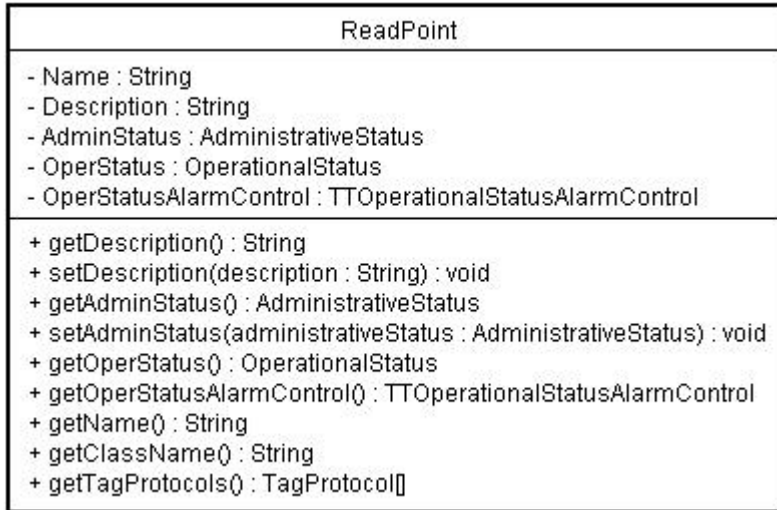 ReadPoint
- Name : String
- Description : String
- AdminStatus : AdministrativeStatus
- OperStatus : OperationalStatus
- OperStatusAlarmControl : TTOperationalStatusAlarmControl
+ getDescription() : String
+ setDescription(description : String) : void
+ getAdminStatus() : AdministrativeStatus
+ setAdminStatus(administrativeStatus : AdministrativeStatus) : void
+ getOperStatus() : OperationalStatus
+ getOperStatusAlarmControl() : TTOperationalStatusAlarmControl
+ getName() : String
+ getClassName() : String
+ getTagProtocols() : TagProtocol[]